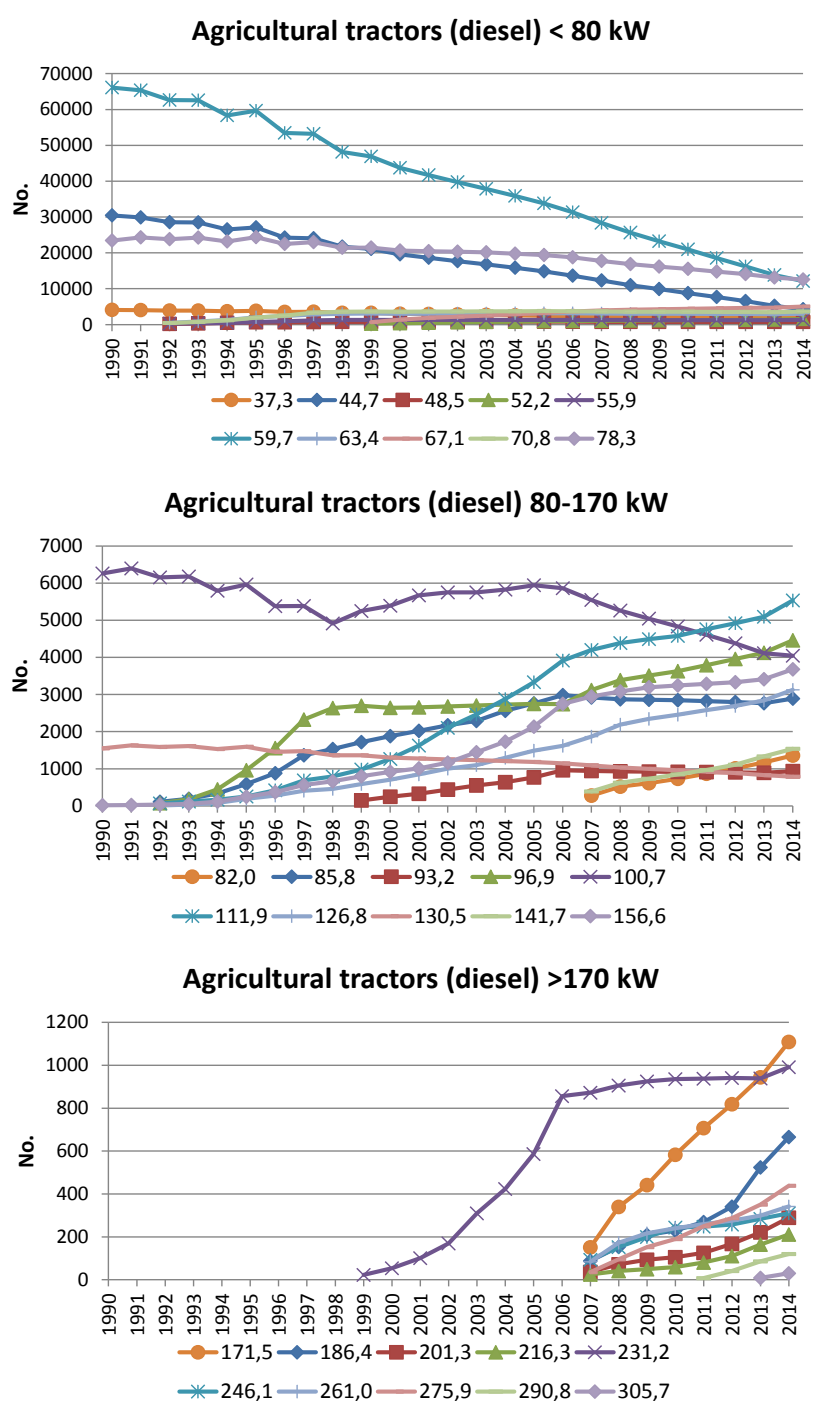 Agricultural tractors (diesel) < 80 kW
70000
60000
50000
40000
30000
20000
10000
0
No.
1990 1991 1992 1993 1994 1995 1996 1997 1998 1999 2000 2001 2002 2003 2004 2005 2006 2007 2008 2009 2010 2011 2012 2013 2014
37,3 44,7 48,5 52,2 55,9
59,7 63,4 67,1 70,8 78,3
Agricultural tractors (diesel) 80-170 kW
7000
6000
5000
4000
3000
2000
1000
0
No.
1990 1991 1992 1993 1994 1995 1996 1997 1998 1999 2000 2001 2002 2003 2004 2005 2006 2007 2008 2009 2010 2011 2012 2013 2014
82,0 85,8 93,2 96,9 100,7
111,9 126,8 130,5 141,7 156,6
Agricultural tractors (diesel) >170 kW
1200
1000
800
600
400
200
0
No.
1990 1991 1992 1993 1994 1995 1996 1997 1998 1999 2000 2001 2002 2003 2004 2005 2006 2007 2008 2009 2010 2011 2012 2013 2014
171,5 186,4 201,3 216,3 231,2
246,1 261,0 275,9 290,8 305,7